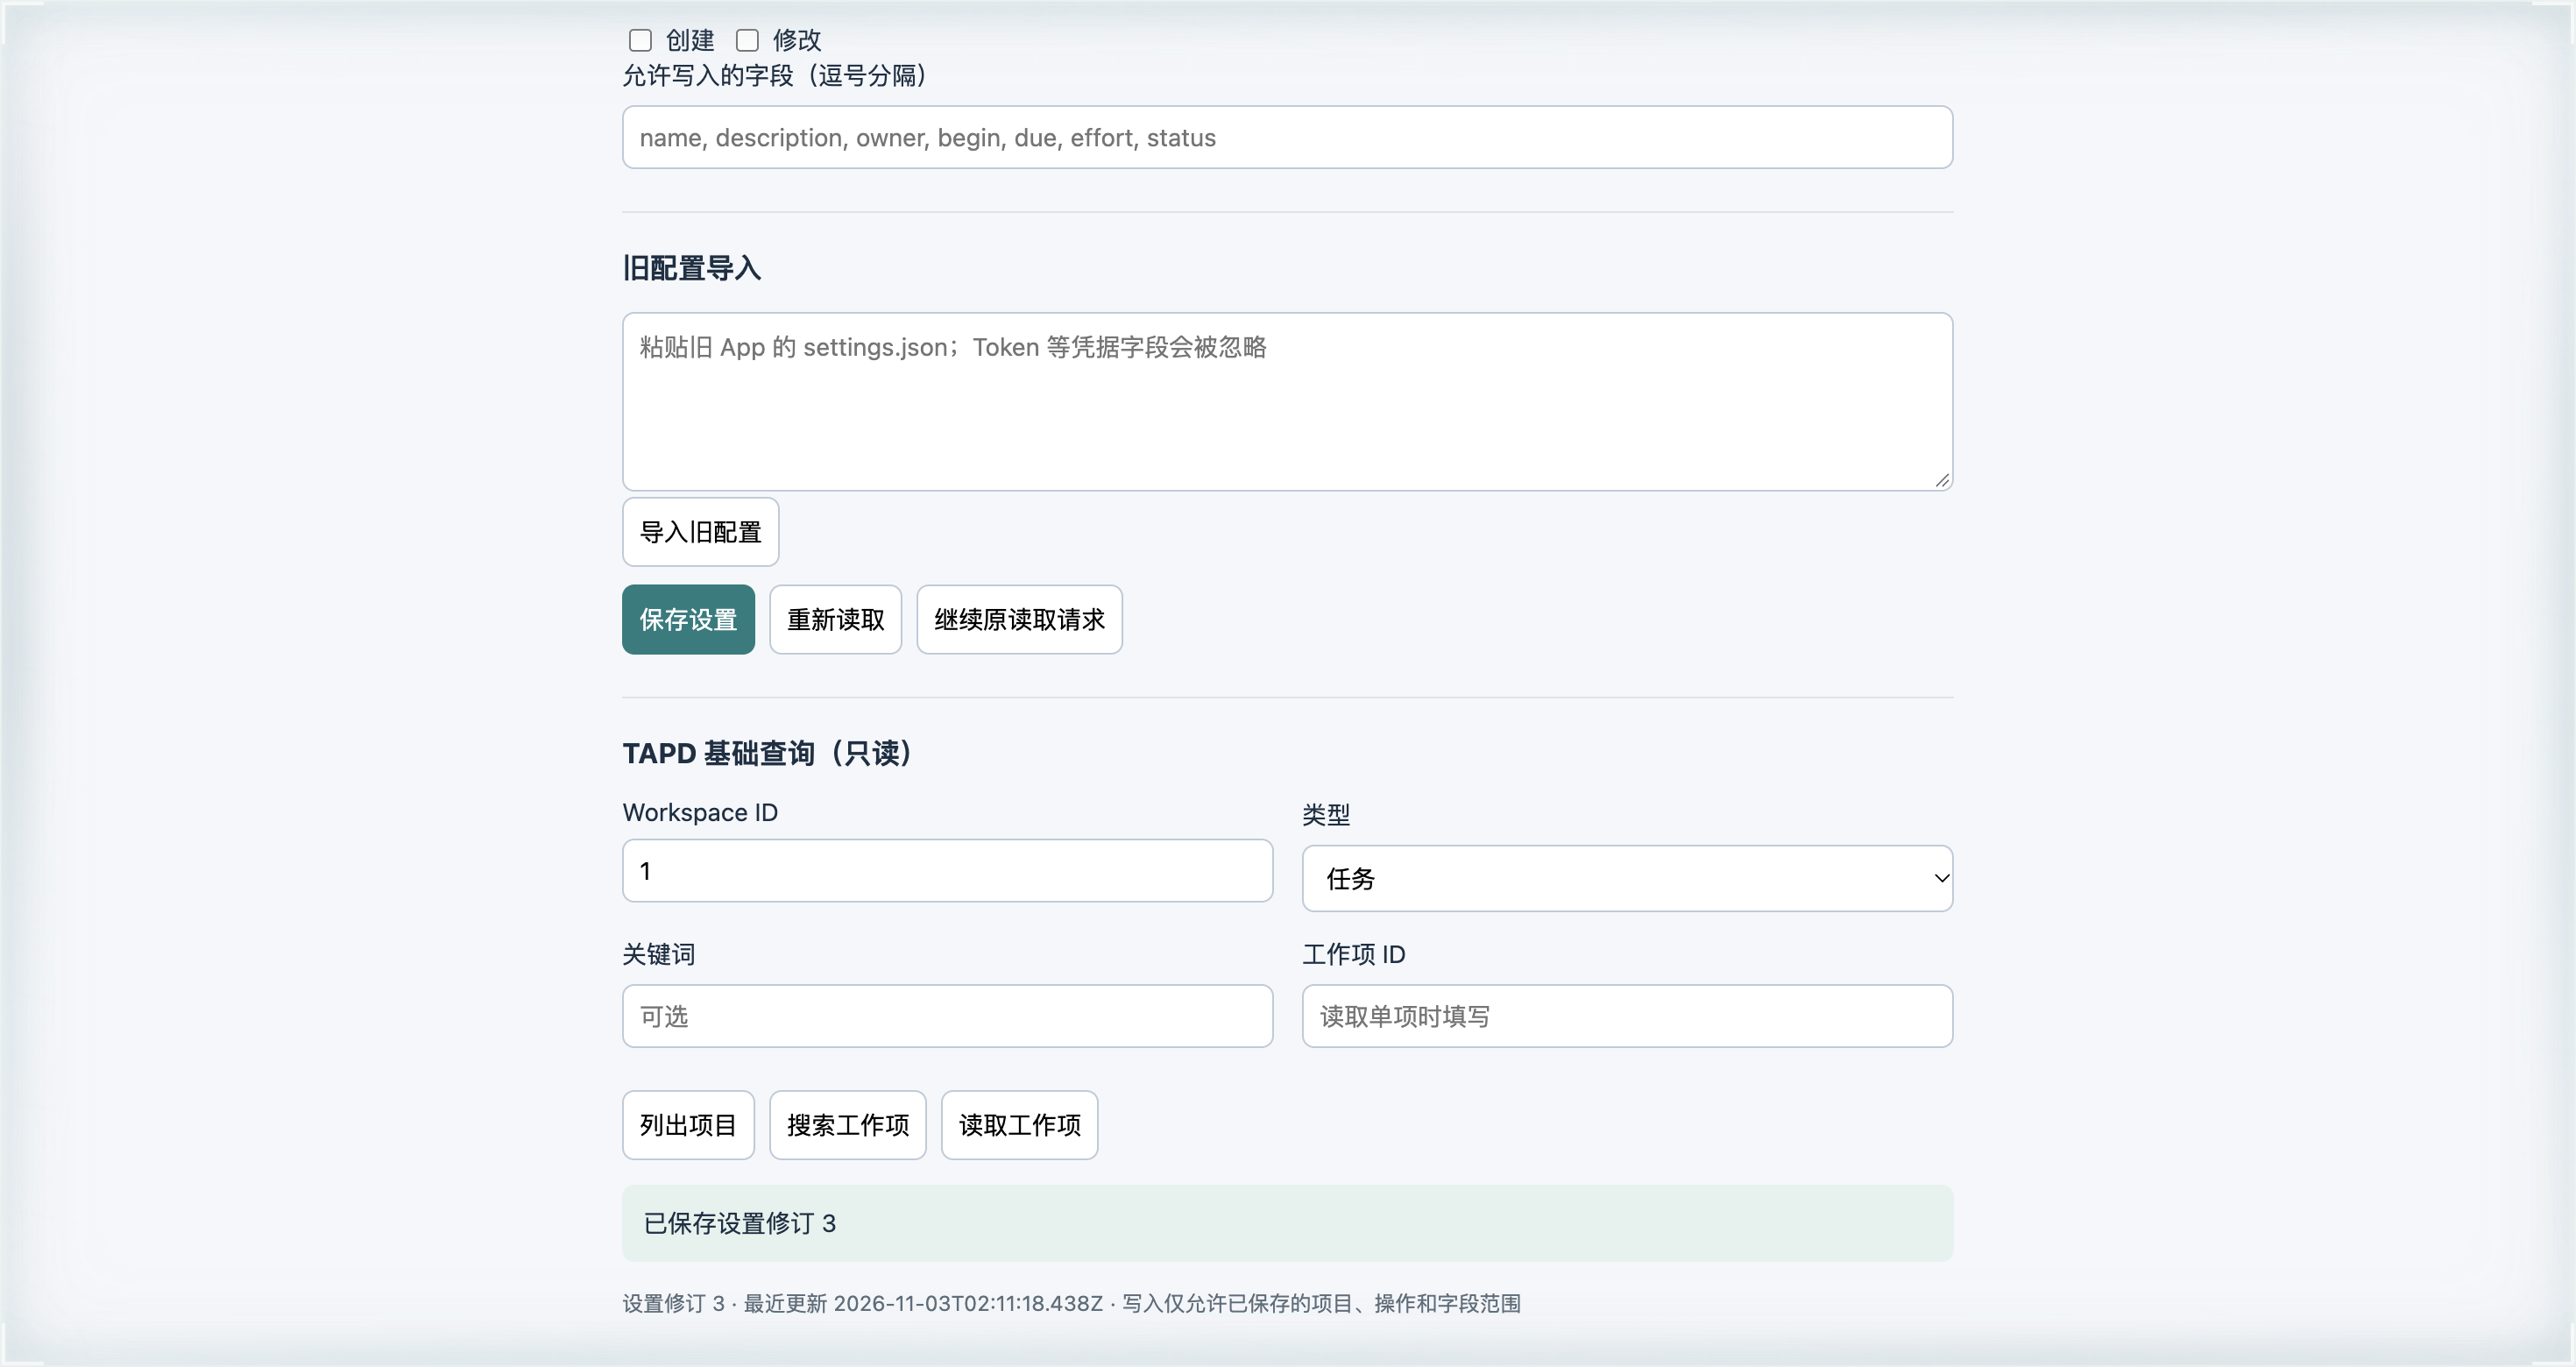 创建 修改
允许写入的字段（逗号分隔）
name, description, owner, begin, due, effort, status
旧配置导入
粘贴旧 App 的 settings.json；Token 等凭据字段会被忽略
导入旧配置
保存设置 重新读取 继续原读取请求
TAPD 基础查询（只读）
Workspace ID 类型
1 任务
关键词 工作项 ID
可选 读取单项时填写
列出项目 搜索工作项 读取工作项
已保存设置修订 3
设置修订 3 · 最近更新 2026-11-03T02:11:18.438Z · 写入仅允许已保存的项目、操作和字段范围